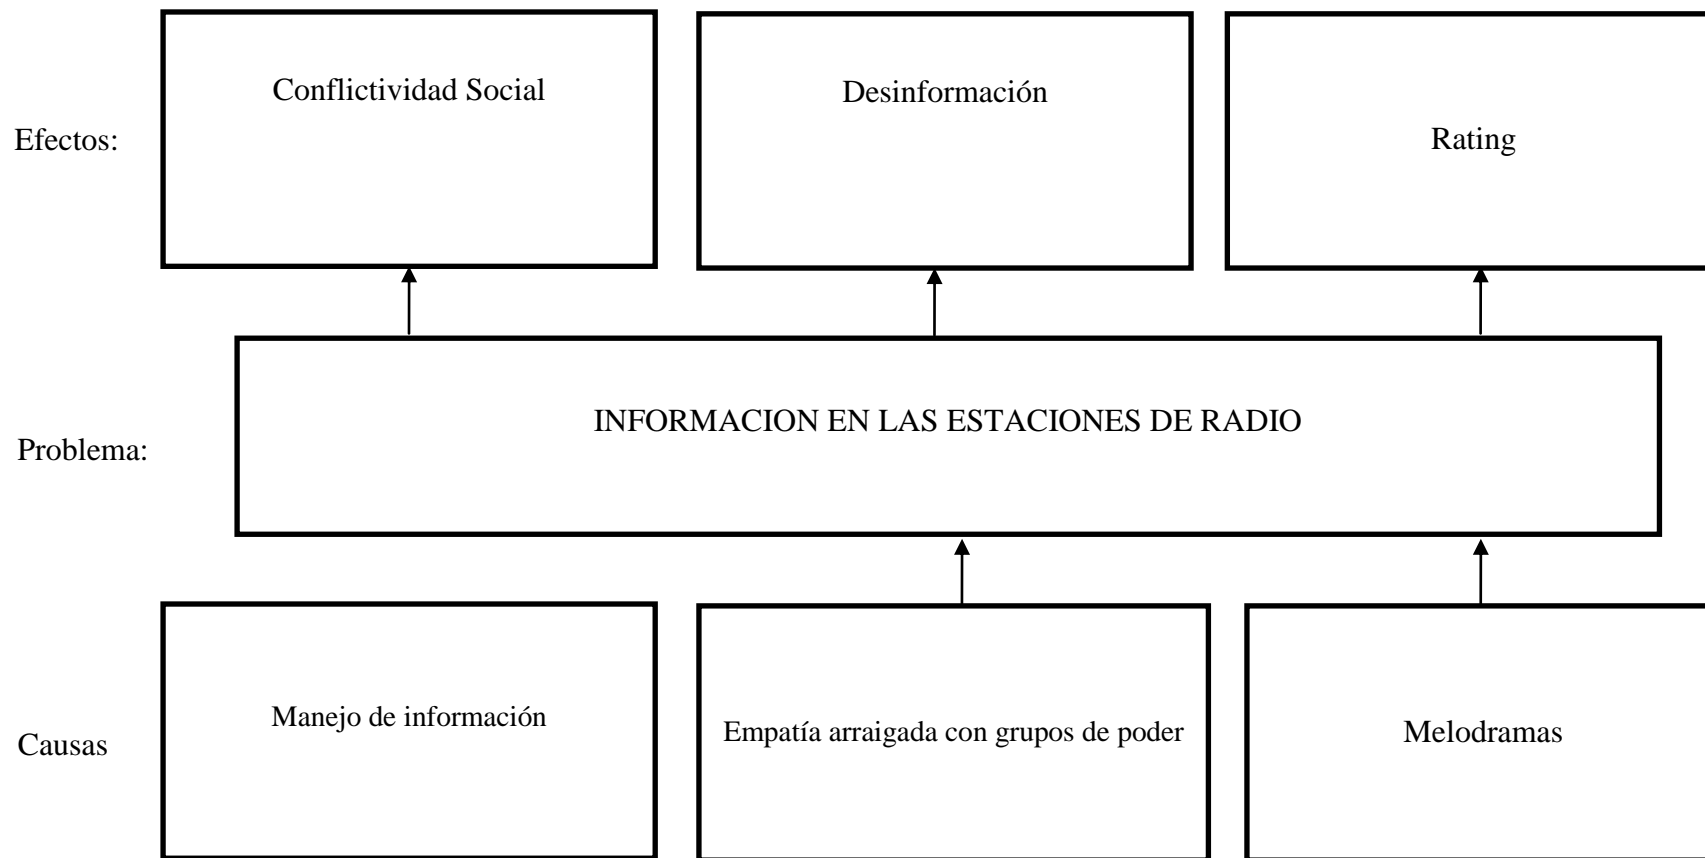 Efectos:
Conflictividad Social
Desinformación
Rating
Problema:
INFORMACION EN LAS ESTACIONES DE RADIO
Causas
Manejo de información
Empatía arraigada con grupos de poder
Melodramas